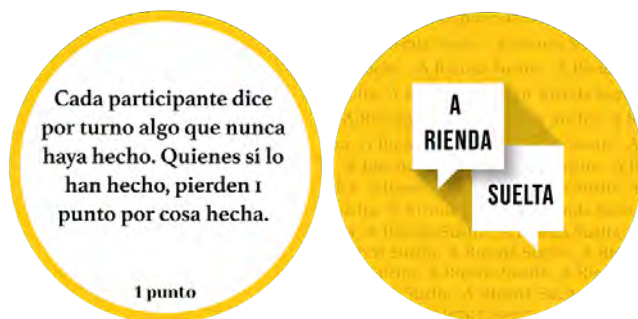 Cada participante dice
por turno algo que nunca
haya hecho. Quienes sí lo
han hecho, pierden 1
punto por cosa hecha.
1 punto
A
RIENDA
SUELTA